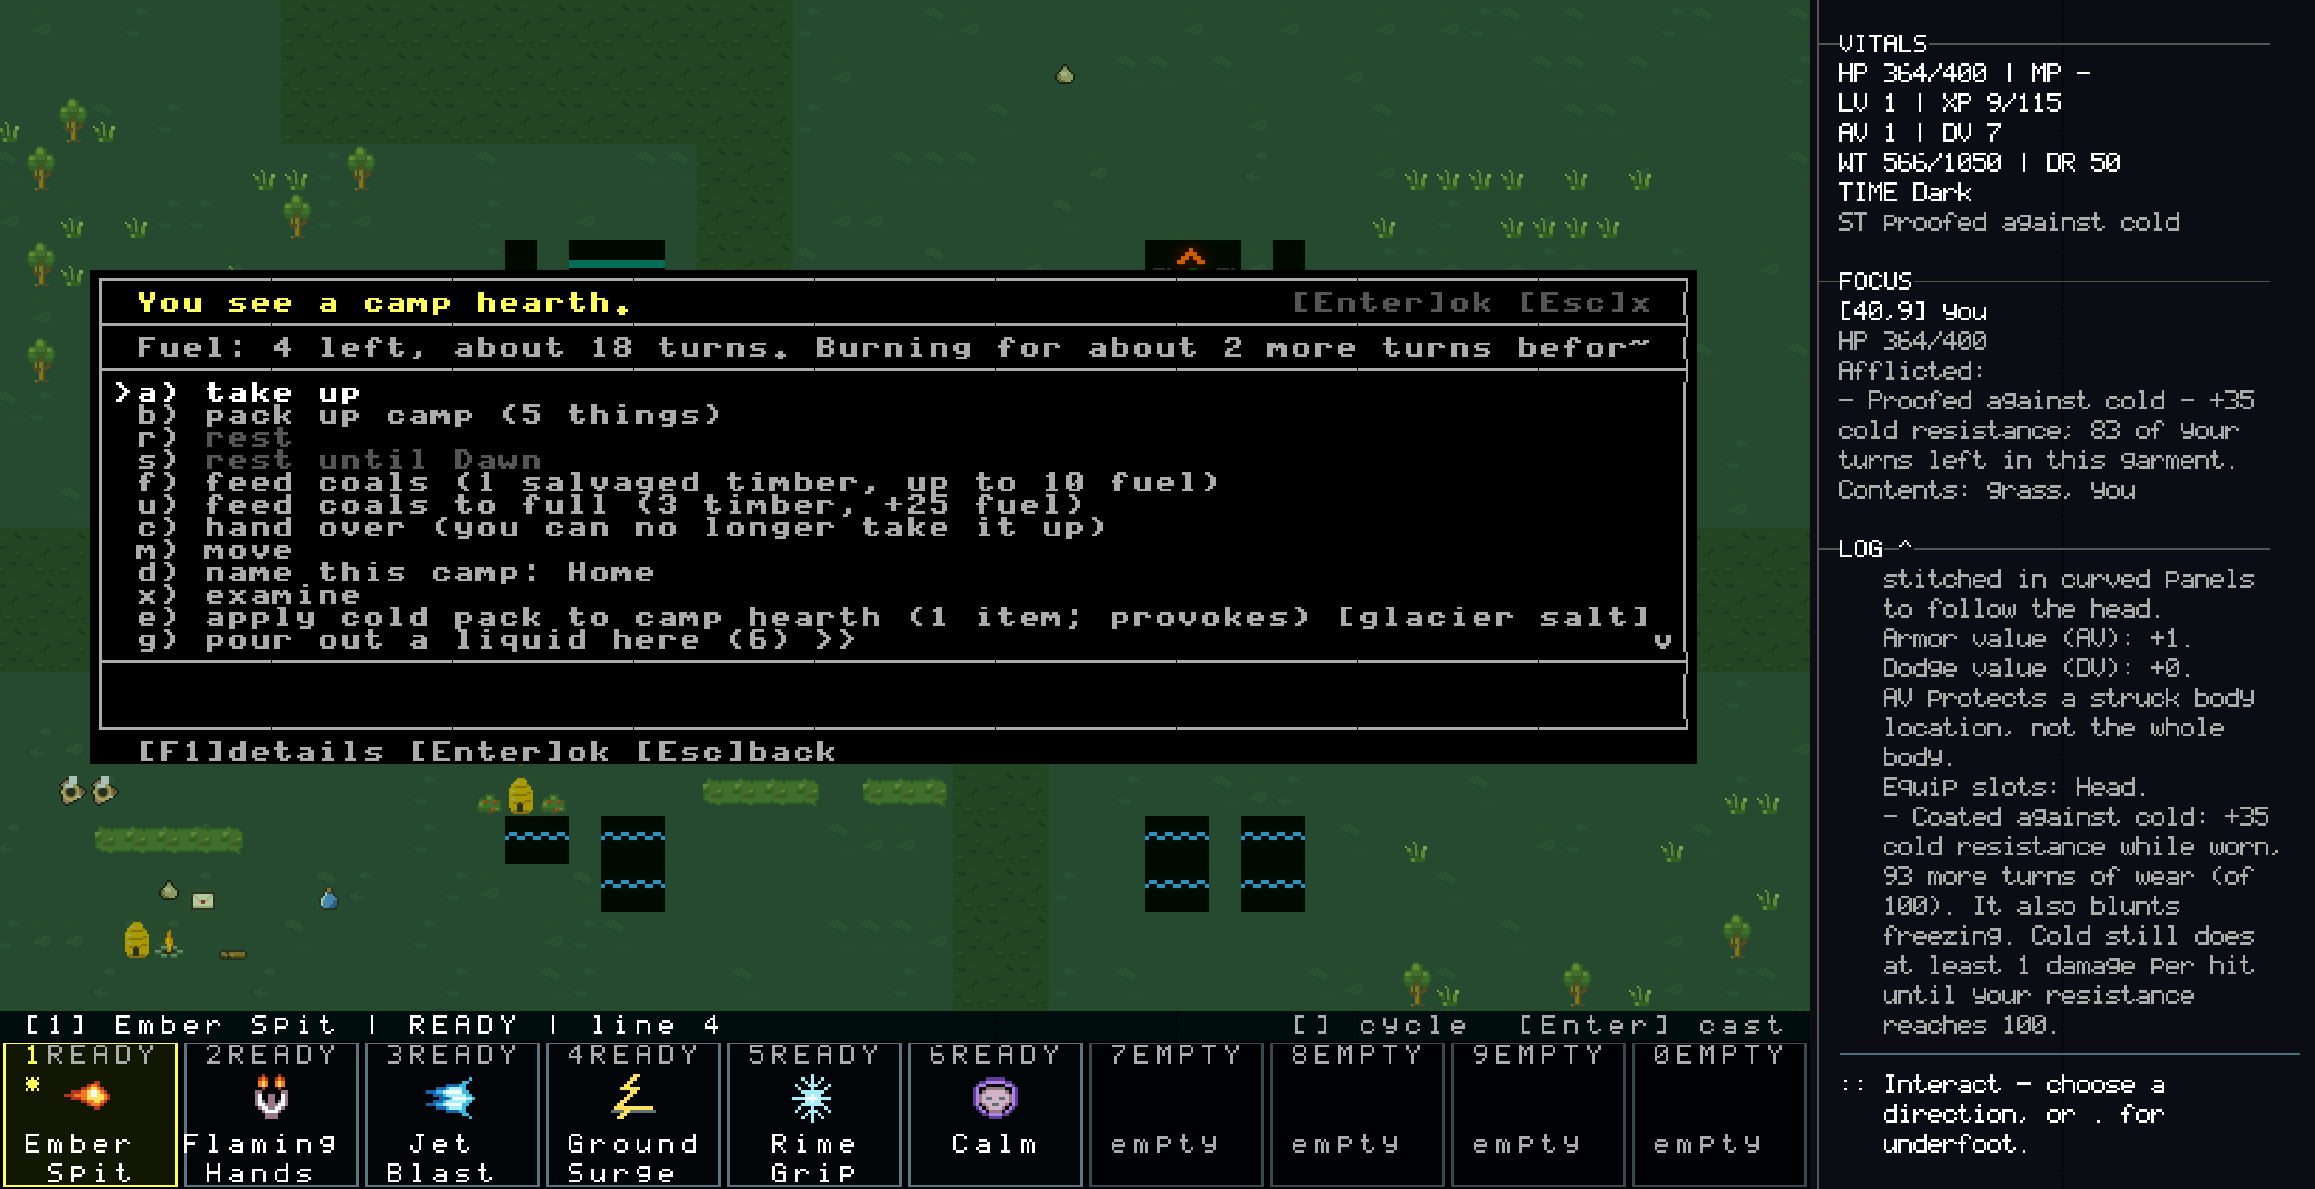 You see a camp hearth. [Enter]ok [Esc]x
Fuel: 4 left, about 18 turns. Burning for about 2 more turns befor~
>a) take up
b) pack up camp (5 things)
r) rest
s) rest until Dawn
f) feed coals (1 salvaged timber, up to 10 fuel)
u) feed coals to full (3 timber, +25 fuel)
c) hand over (you can no longer take it up)
m) move
d) name this camp: Home
x) examine
e) apply cold pack to camp hearth (1 item; provokes) [glacier salt]
g) pour out a liquid here (6) >> v
[F1]details [Enter]ok [Esc]back
[1] Ember Spit | READY | line 4 [] cycle [Enter] cast
1READY 2READY 3READY 4READY 5READY 6READY 7EMPTY 8EMPTY 9EMPTY 0EMPTY
Ember Flaming Jet Ground Rime Calm empty empty empty empty
Spit Hands Blast Surge Grip
VITALS
HP 364/400 | MP -
LV 1 | XP 9/115
AV 1 | DV 7
WT 566/1050 | DR 50
TIME Dark
ST Proofed against cold
FOCUS
[40,9] You
HP 364/400
Afflicted:
- Proofed against cold - +35
cold resistance; 83 of your
turns left in this garment.
Contents: grass, you
LOG ^
stitched in curved panels
to follow the head.
Armor value (AV): +1.
Dodge value (DV): +0.
AV protects a struck body
location, not the whole
body.
Equip slots: Head.
- Coated against cold: +35
cold resistance while worn,
93 more turns of wear (of
100). It also blunts
freezing. Cold still does
at least 1 damage per hit
until your resistance
reaches 100.
:: Interact - choose a
direction, or . for
underfoot.